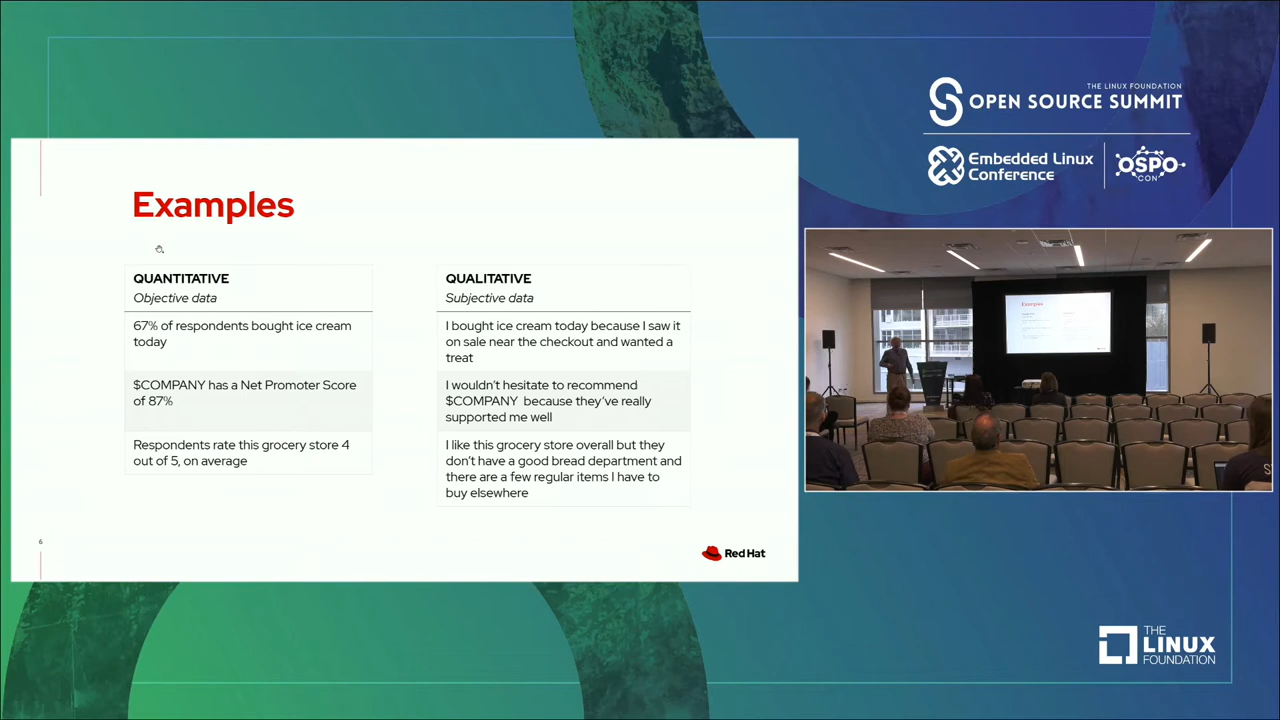 THE LINUX FOUNDATION
OPEN SOURCE SUMMIT
Embedded Linux
Conference
OSPO
CON
Examples
QUANTITATIVE
Objective data
67% of respondents bought ice cream
today
$COMPANY has a Net Promoter Score
of 87%
Respondents rate this grocery store 4
out of 5, on average
QUALITATIVE
Subjective data
I bought ice cream today because I saw it
on sale near the checkout and wanted a
treat
I wouldn't hesitate to recommend
$COMPANY because they've really
supported me well
I like this grocery store overall but they
don't have a good bread department and
there are a few regular items I have to
buy elsewhere
6
Red Hat
Examples
THE
LINUX
FOUNDATION